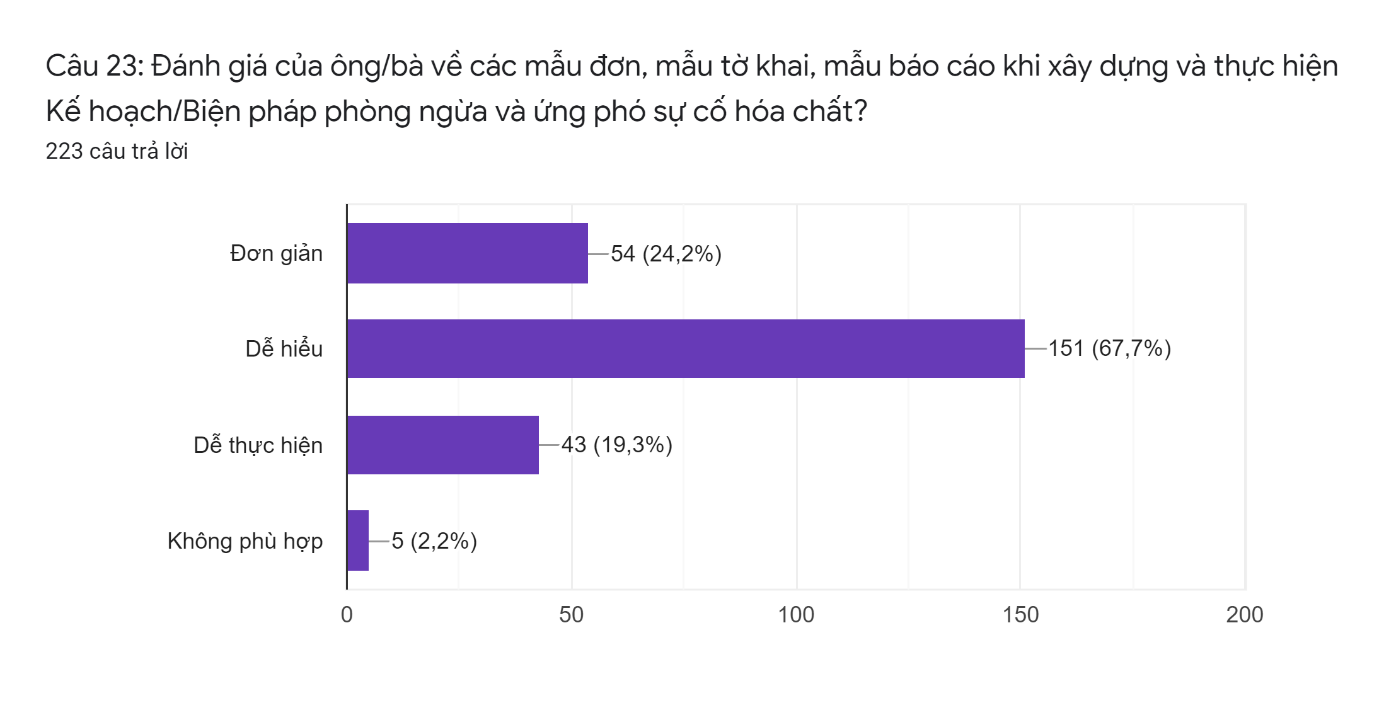 Câu 23: Đánh giá của ông/bà về các mẫu đơn, mẫu tờ khai, mẫu báo cáo khi xây dựng và thực hiện
Kế hoạch/Biện pháp phòng ngừa và ứng phó sự cố hóa chất?
223 câu trả lời
Đơn giản
54 (24,2%)
Dễ hiểu
151 (67,7%)
Dễ thực hiện
43 (19,3%)
Không phù hợp
5 (2,2%)
0 50 100 150 200